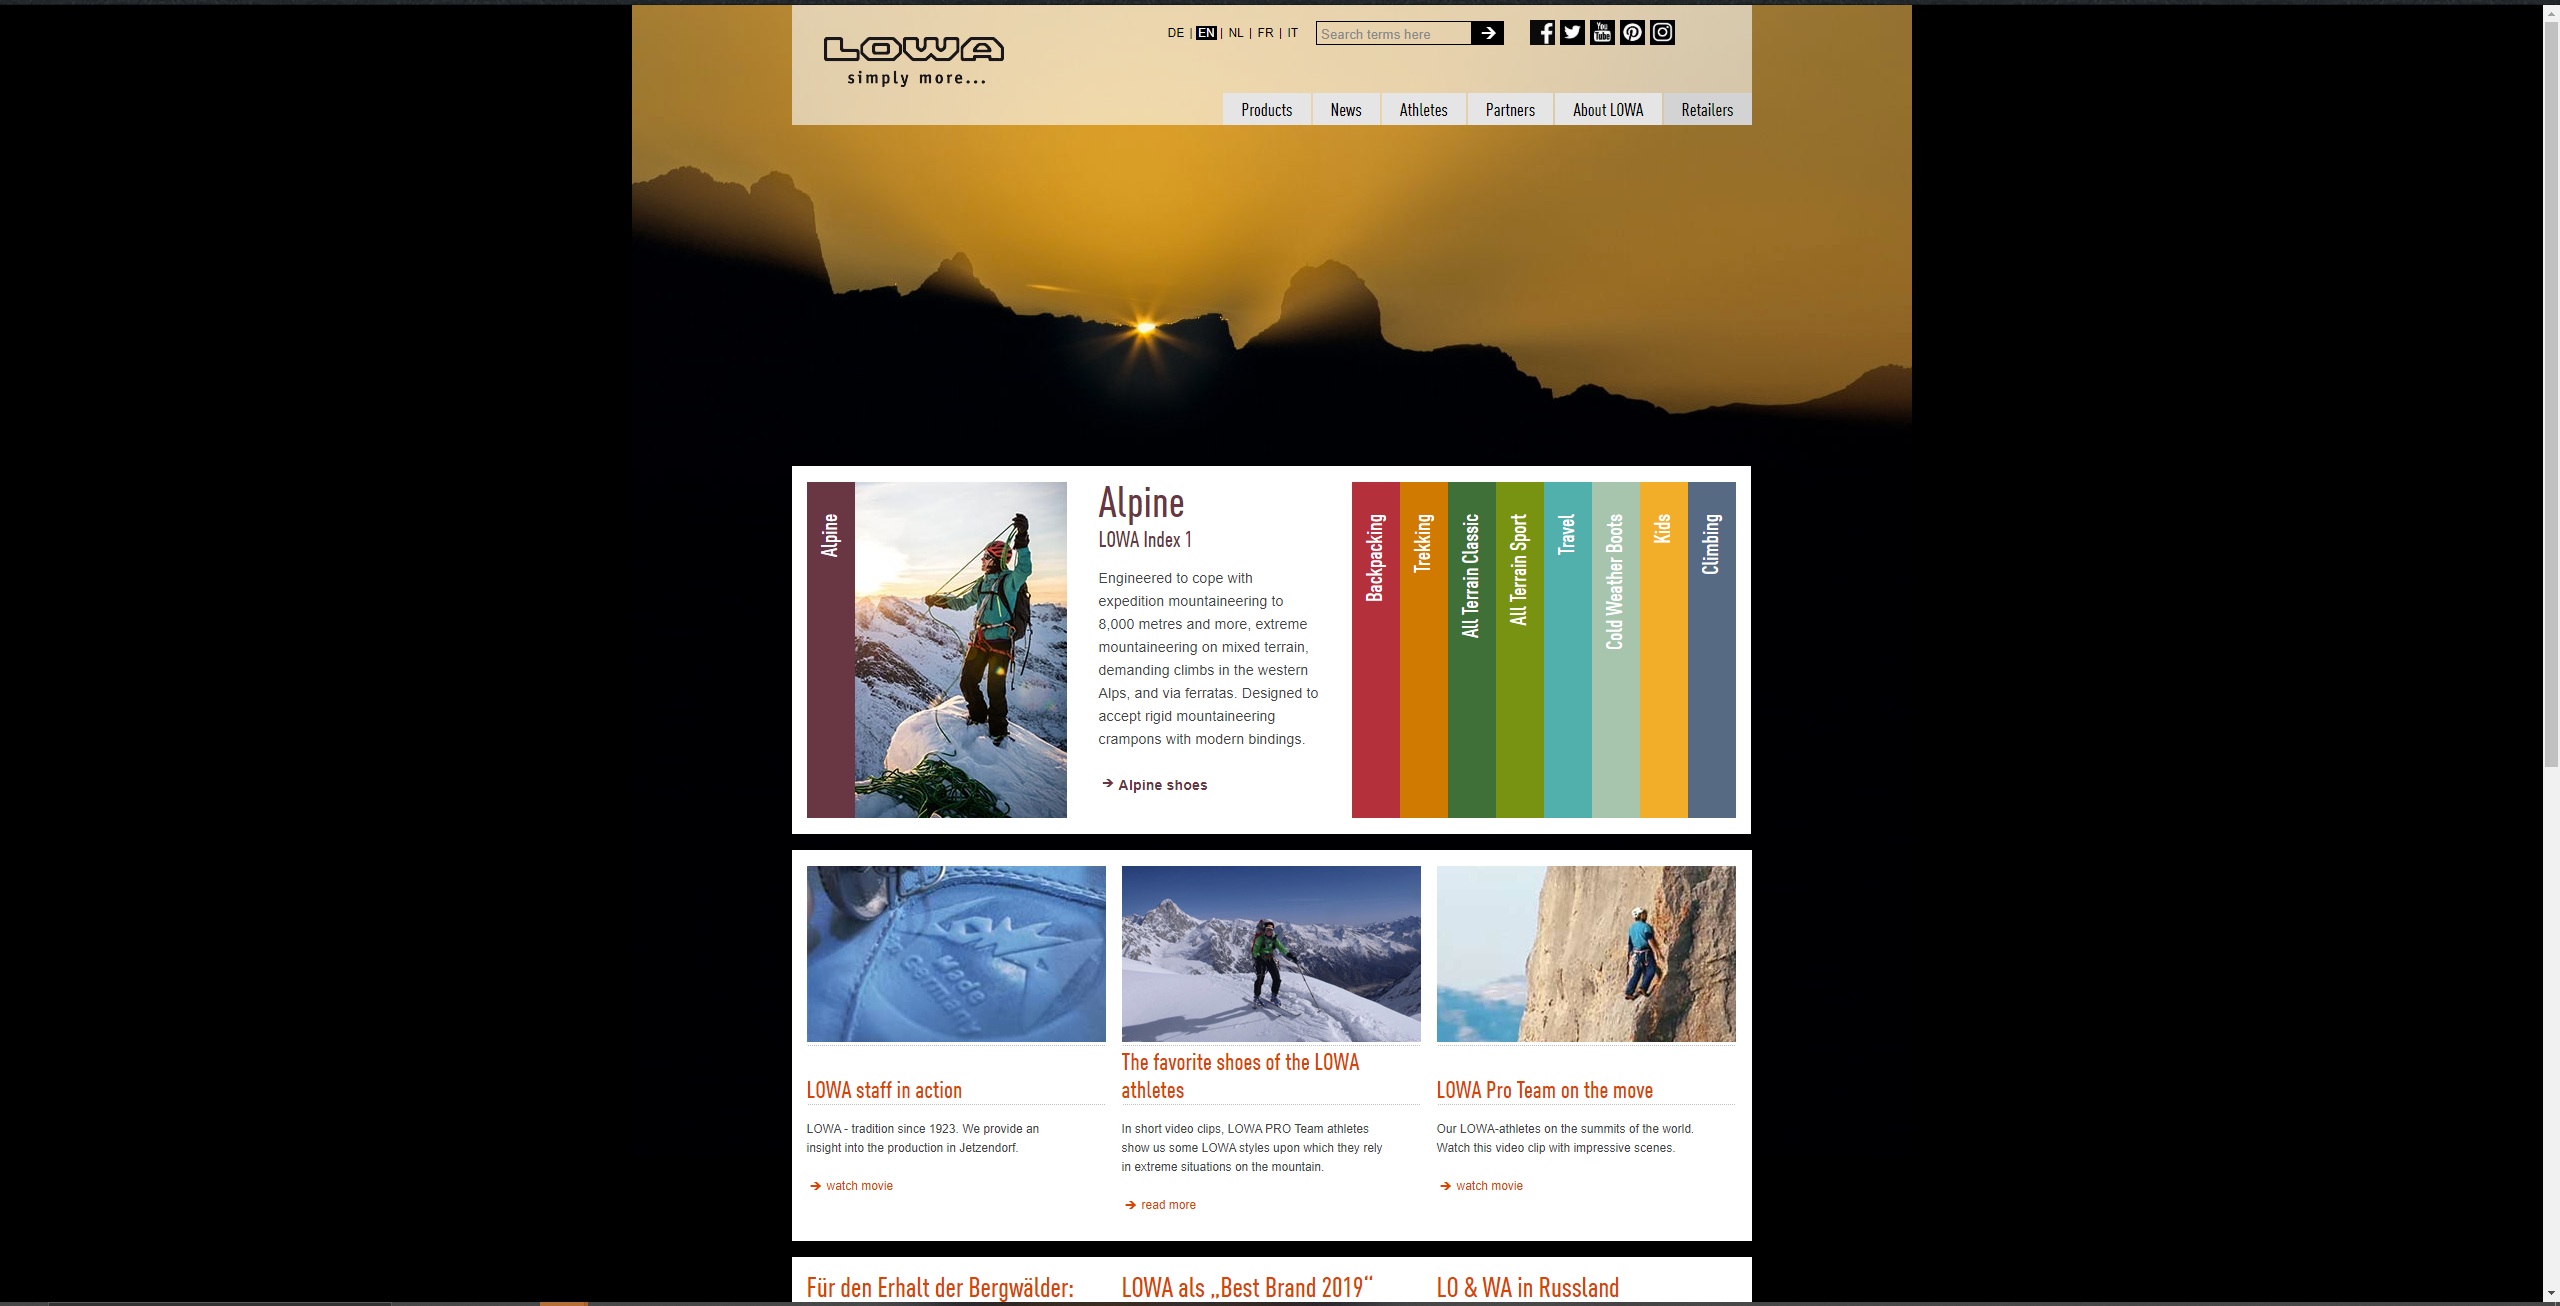 LOWA
simply more...
DE | EN | NL | FR | IT
Search terms here
You
Tube
Products
News
Athletes
Partners
About LOWA
Retailers
Alpine
Alpine
LOWA Index 1
Engineered to cope with
expedition mountaineering to
8,000 metres and more, extreme
mountaineering on mixed terrain,
demanding climbs in the western
Alps, and via ferratas. Designed to
accept rigid mountaineering
crampons with modern bindings.
Alpine shoes
Backpacking
Trekking
All Terrain Classic
All Terrain Sport
Travel
Cold Weather Boots
Kids
Climbing
LOWA
Made
Germany
LOWA staff in action
LOWA - tradition since 1923. We provide an
insight into the production in Jetzendorf.
watch movie
The favorite shoes of the LOWA
athletes
In short video clips, LOWA PRO Team athletes
show us some LOWA styles upon which they rely
in extreme situations on the mountain.
read more
LOWA Pro Team on the move
Our LOWA-athletes on the summits of the world.
Watch this video clip with impressive scenes.
watch movie
Für den Erhalt der Bergwälder:
LOWA als „Best Brand 2019“
LO & WA in Russland